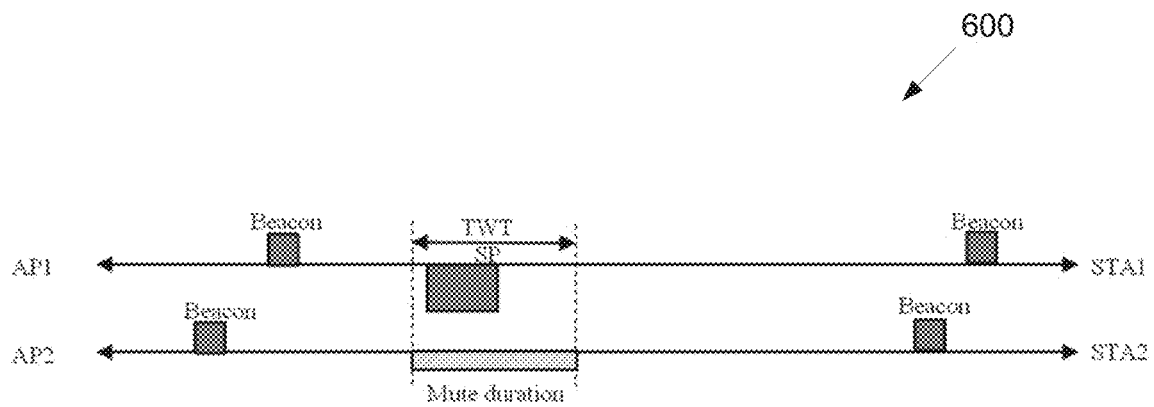 600
Beacon
TWT
SP
Beacon
AP1
STA1
Beacon
Beacon
AP2
STA2
Mute duration